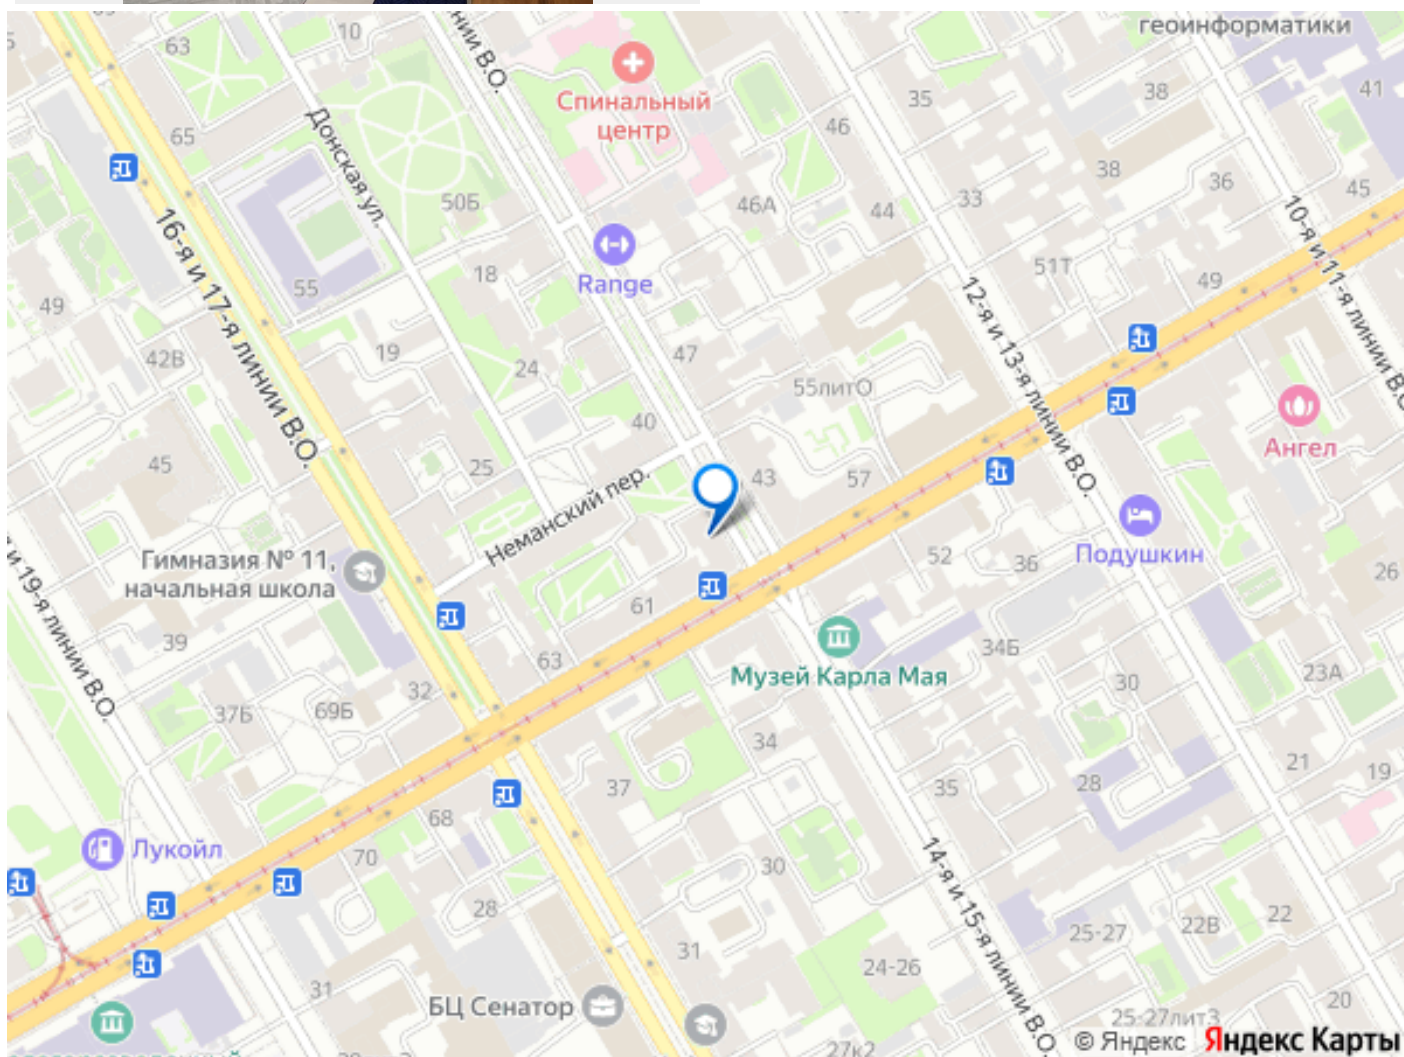 геоинформатики
63
10
линии В.О.
Спинальный
центр
35
38
41
65
Донская ул.
46
38
36
45
50Б
46А
44
33
10-я и 11-я линии В.О.
16-я и 17-я линии В.О.
Range
18
51Т
49
55
49
12-я и 13-я линии В.О.
42В
19
24
47
55литО
40
Ангел
45
25
Неманский пер.
43
57
Подушкин
Гимназия № 11,
начальная школа
52
36
26
и 19-я линии В.О.
61
39
63
Музей Карла Мая
34Б
23А
32
30
37Б
69Б
34
21
19
37
35
28
68
Лукойл
70
30
14-я и 15-я линии В.О.
28
25-27
22В
22
31
24-26
31
БЦ Сенатор
25-27литЗ
20
27к2
© Яндекс Яндекс Карты